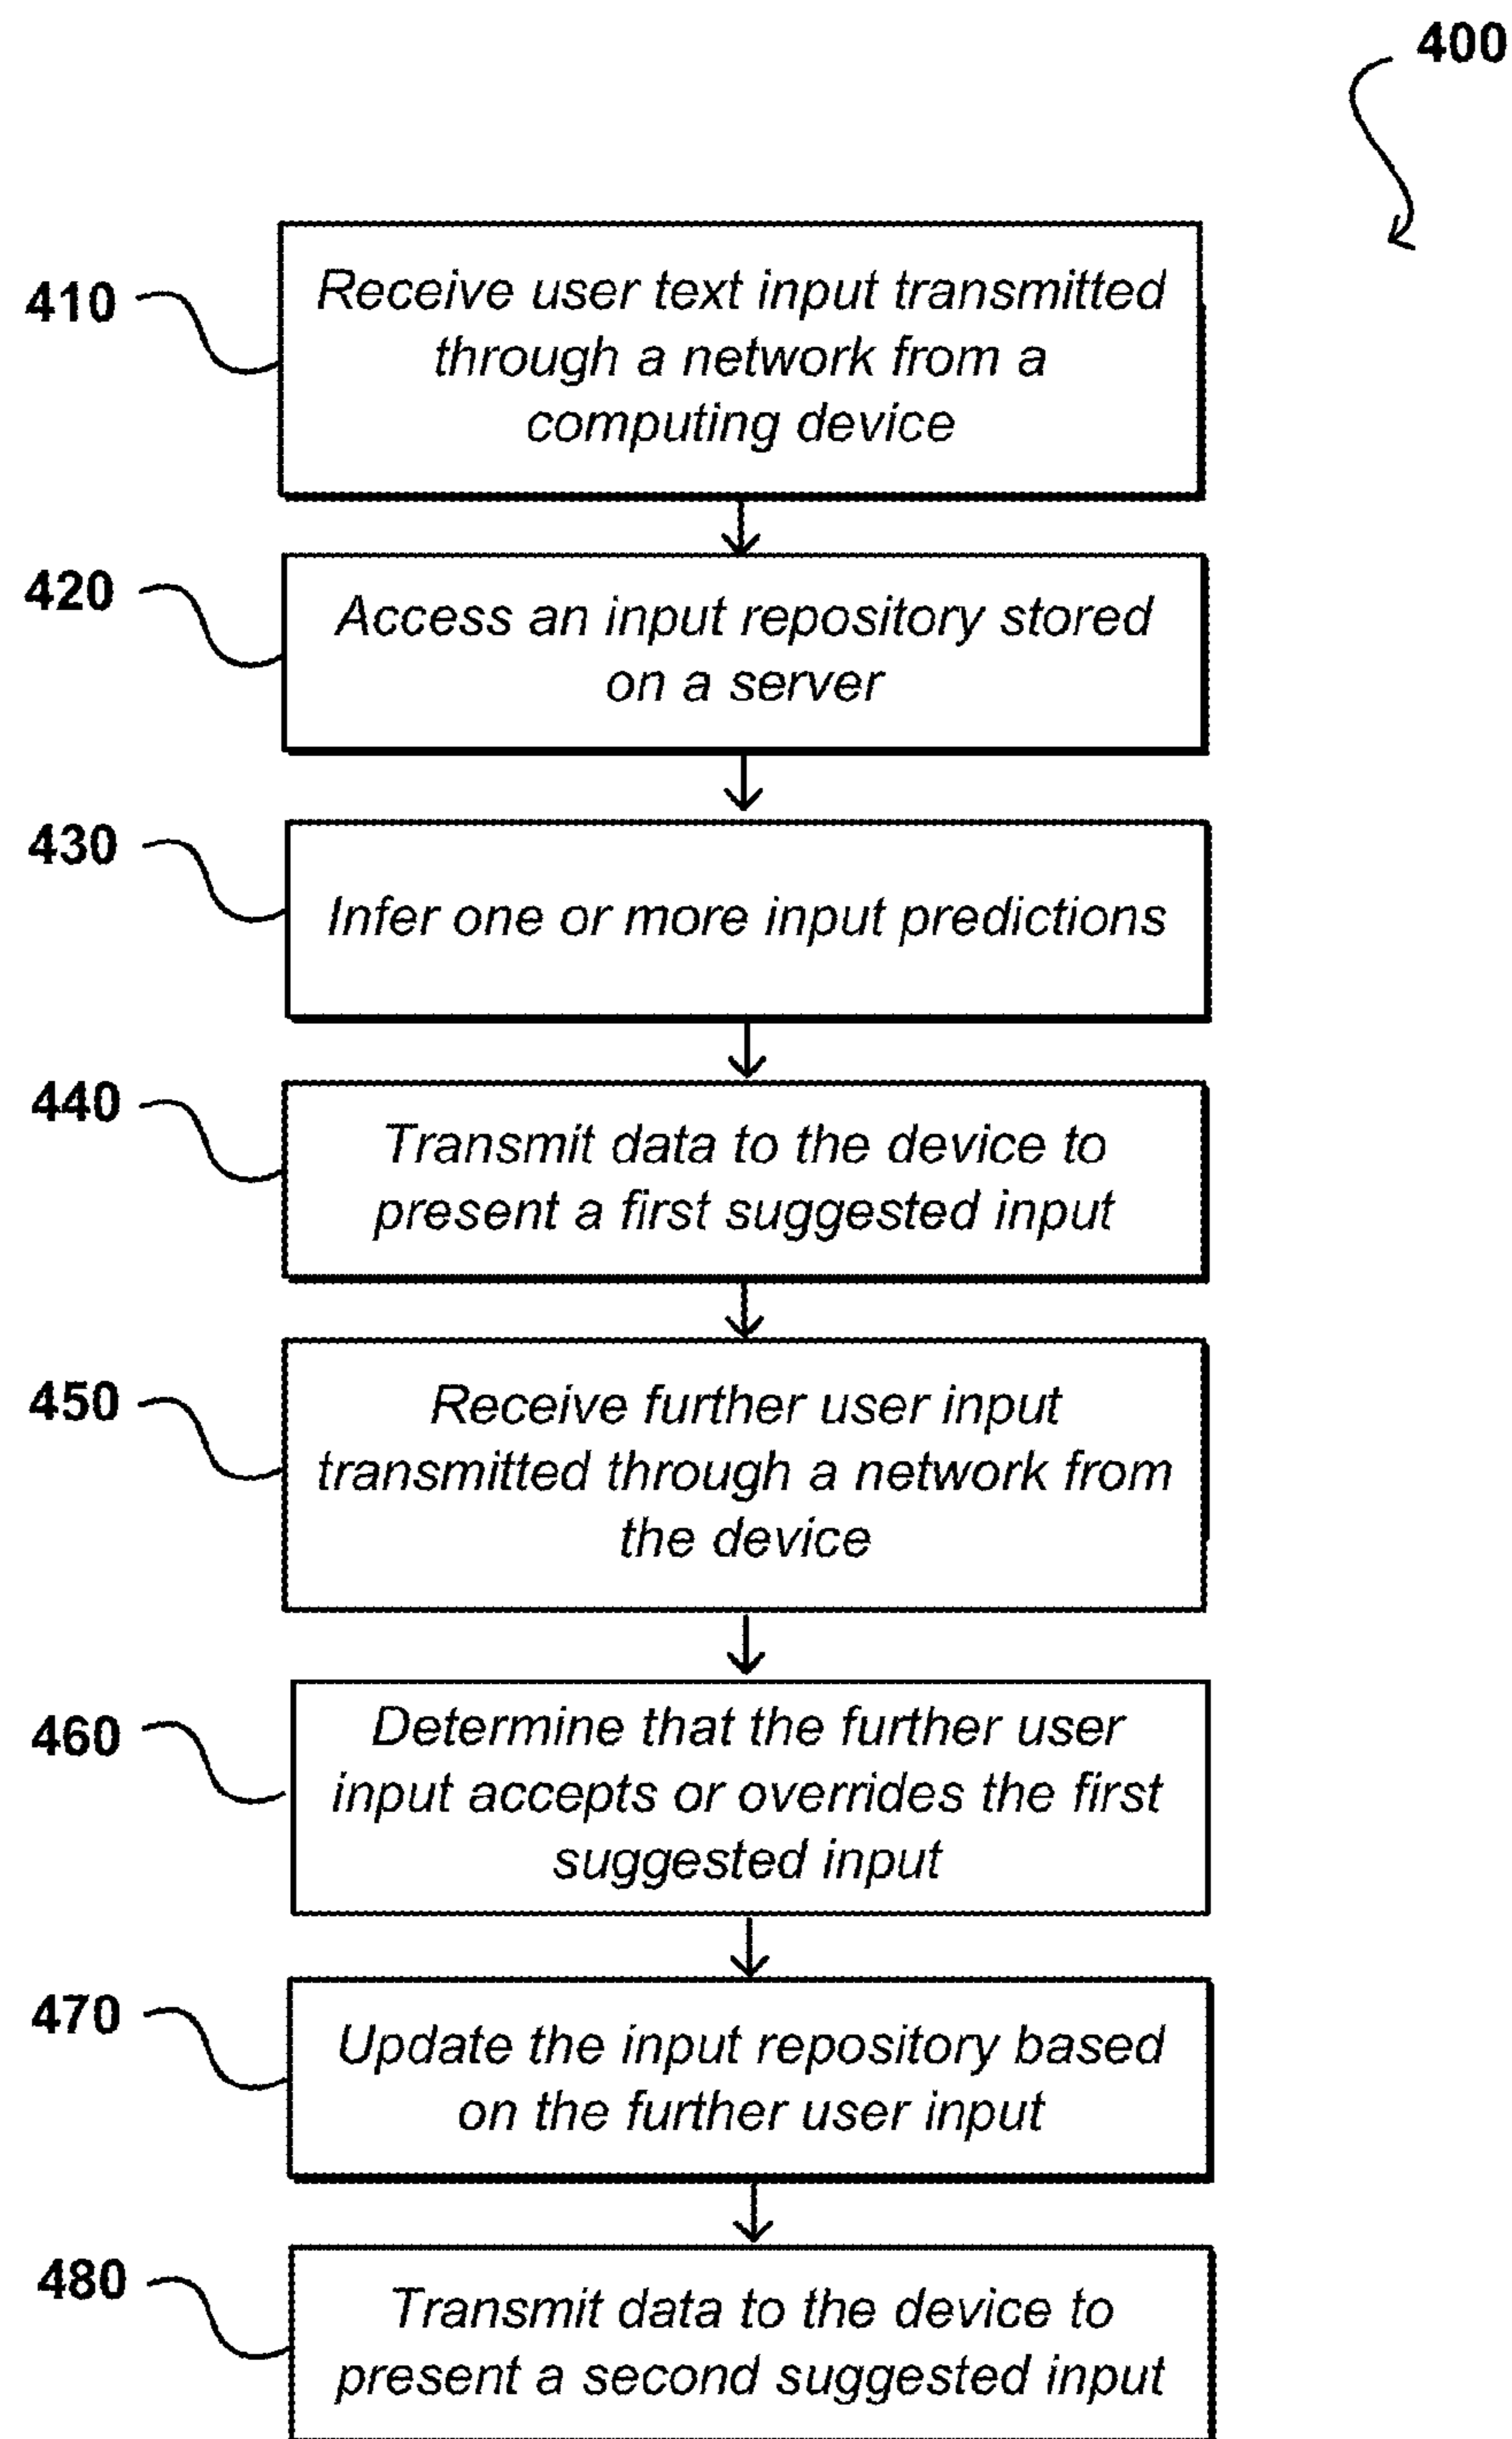 400
410
Receive user text input transmitted
through a network from a
computing device
420
Access an input repository stored
on a server
430
Infer one or more input predictions
440
Transmit data to the device to
present a first suggested input
450
Receive further user input
transmitted through a network from
the device
460
Determine that the further user
input accepts or overrides the first
suggested input
470
Update the input repository based
on the further user input
480
Transmit data to the device to
present a second suggested input